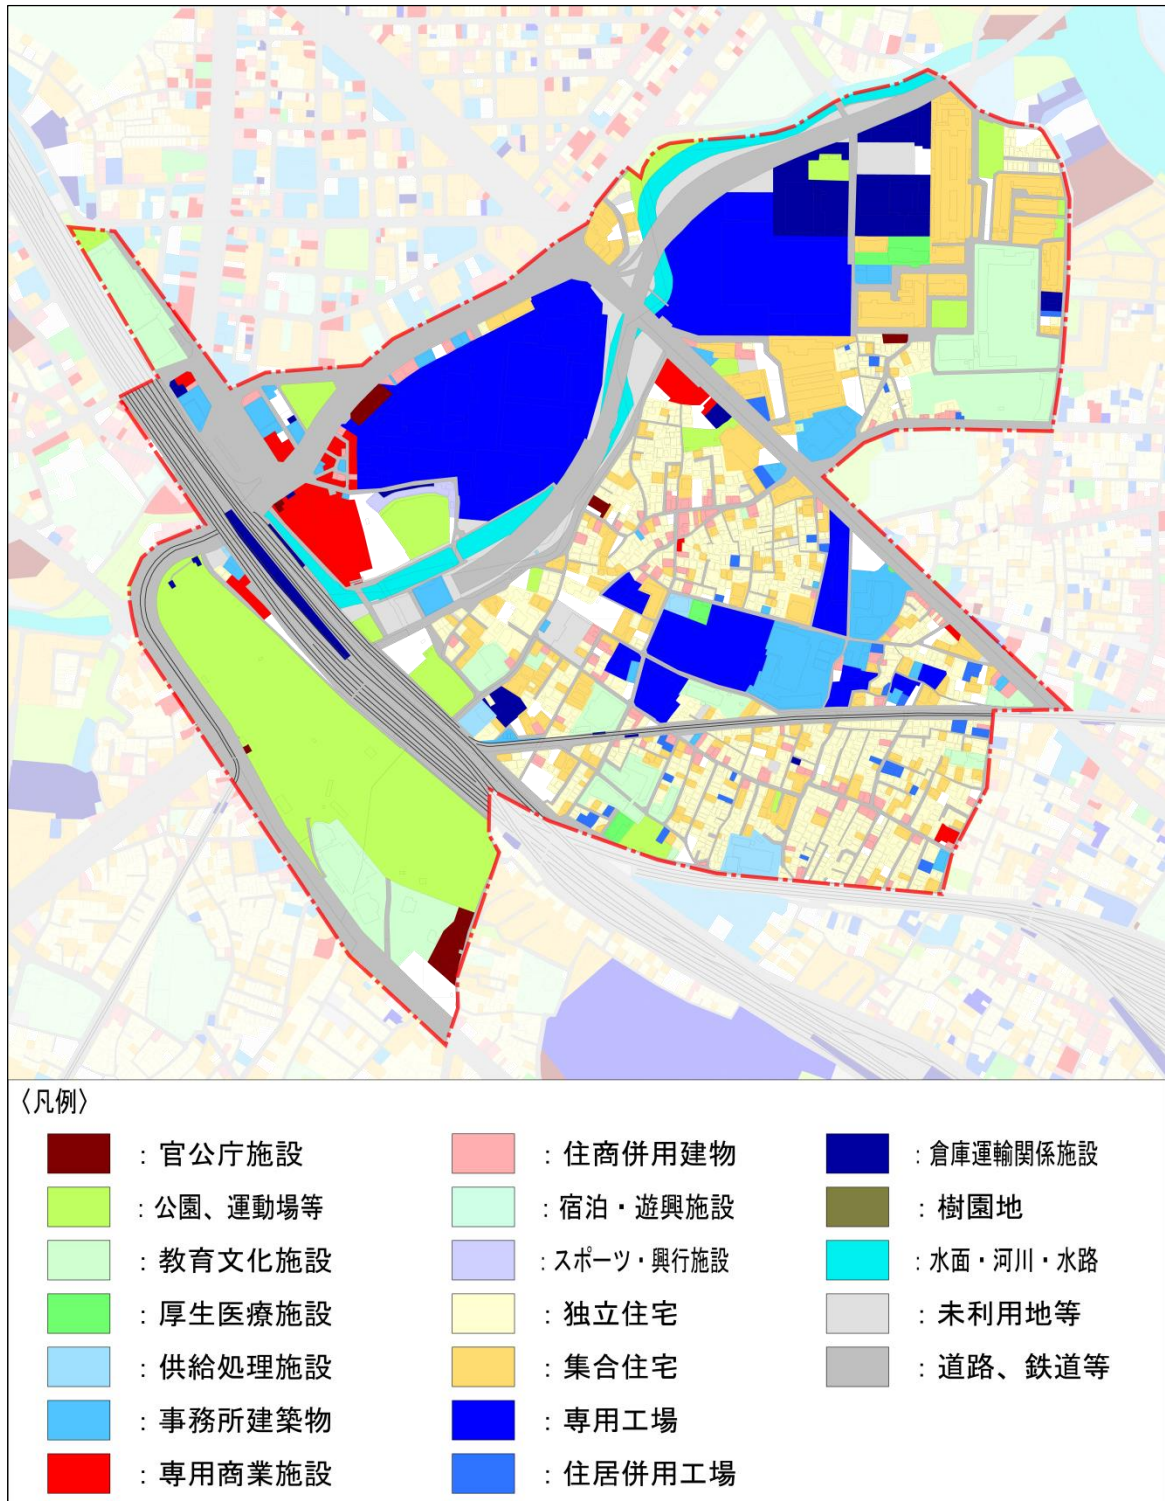 〈凡例〉
：官公庁施設
：公園、運動場等
：教育文化施設
：厚生医療施設
：供給処理施設
：事務所建築物
：専用商業施設
：住商併用建物
：宿泊・遊興施設
：スポーツ・興行施設
：独立住宅
：集合住宅
：専用工場
：住居併用工場
：倉庫運輸関係施設
：樹園地
：水面・河川・水路
：未利用地等
：道路、鉄道等